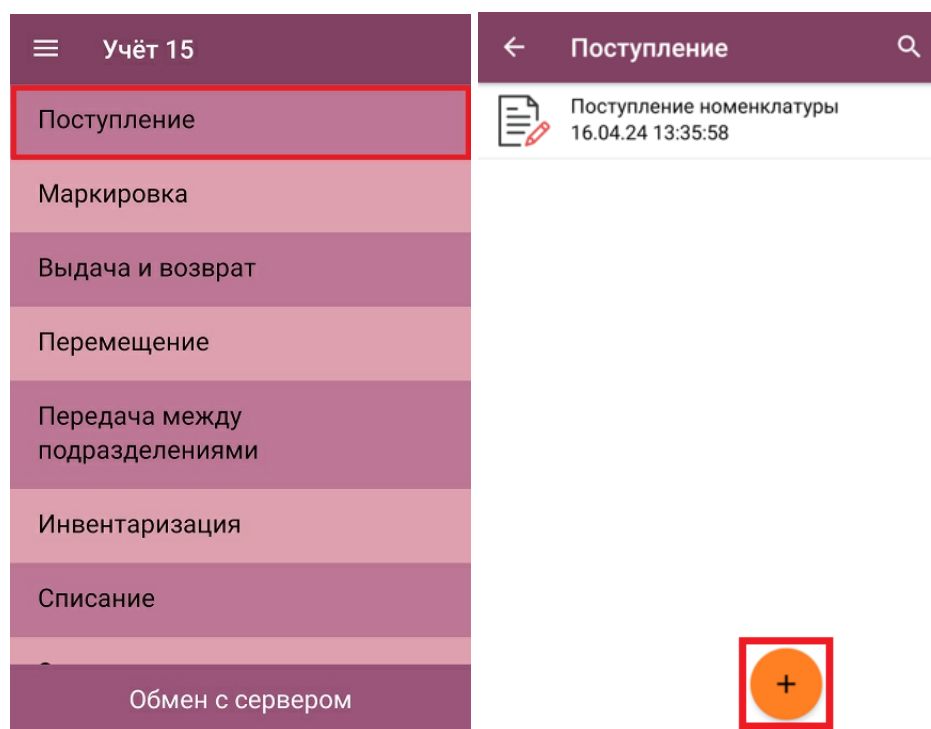 Учёт 15
Поступление
Маркировка
Выдача и возврат
Перемещение
Передача между
подразделениями
Инвентаризация
Списание
Обмен с сервером
Поступление
Поступление номенклатуры
16.04.24 13:35:58
+